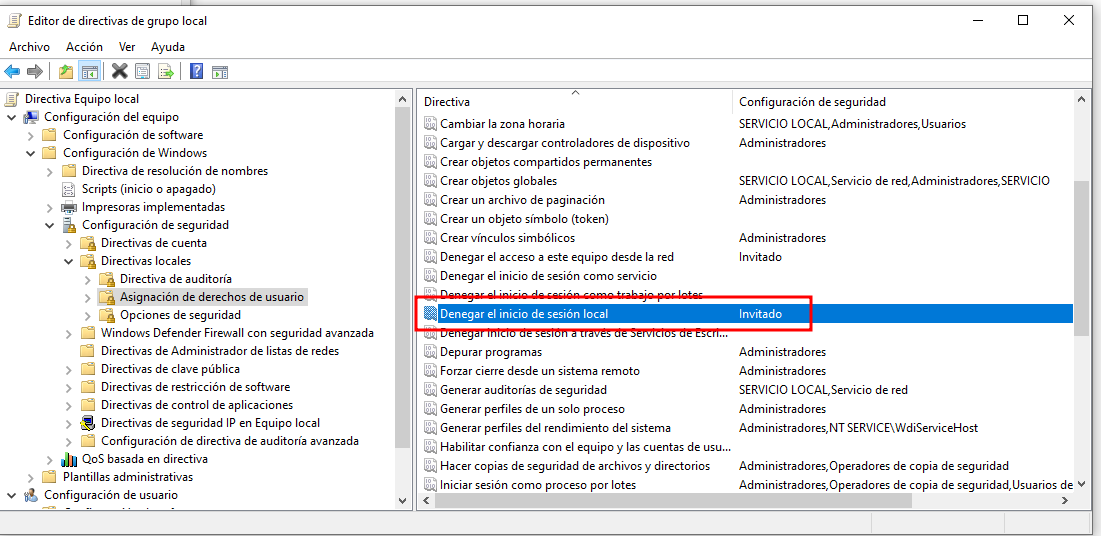 Editor de directivas de grupo local
Archivo Acción Ver Ayuda
Directiva Equipo local
Configuración del equipo
Configuración de software
Configuración de Windows
Directiva de resolución de nombres
Scripts (inicio o apagado)
Impresoras implementadas
Configuración de seguridad
Directivas de cuenta
Directivas locales
Directiva de auditoría
Asignación de derechos de usuario
Opciones de seguridad
Windows Defender Firewall con seguridad avanzada
Directivas de Administrador de listas de redes
Directivas de clave pública
Directivas de restricción de software
Directivas de control de aplicaciones
Directivas de seguridad IP en Equipo local
Configuración de directiva de auditoría avanzada
QoS basada en directiva
Plantillas administrativas
Configuración de usuario
Directiva Configuración de seguridad
Cambiar la zona horaria SERVICIO LOCAL,Administradores,Usuarios
Cargar y descargar controladores de dispositivo Administradores
Crear objetos compartidos permanentes
Crear objetos globales SERVICIO LOCAL,Servicio de red,Administradores,SERVICIO
Crear un archivo de paginación Administradores
Crear un objeto símbolo (token)
Crear vínculos simbólicos Administradores
Denegar el acceso a este equipo desde la red Invitado
Denegar el inicio de sesión como servicio
Denegar el inicio de sesión como trabajo por lotes
Denegar el inicio de sesión local Invitado
Denegar inicio de sesión a través de Servicios de Escri...
Depurar programas Administradores
Forzar cierre desde un sistema remoto Administradores
Generar auditorías de seguridad SERVICIO LOCAL,Servicio de red
Generar perfiles de un solo proceso Administradores
Generar perfiles del rendimiento del sistema Administradores,NT SERVICE\WdiServiceHost
Habilitar confianza con el equipo y las cuentas de usu...
Hacer copias de seguridad de archivos y directorios Administradores,Operadores de copia de seguridad
Iniciar sesión como proceso por lotes Administradores,Operadores de copia de seguridad,Usuarios de